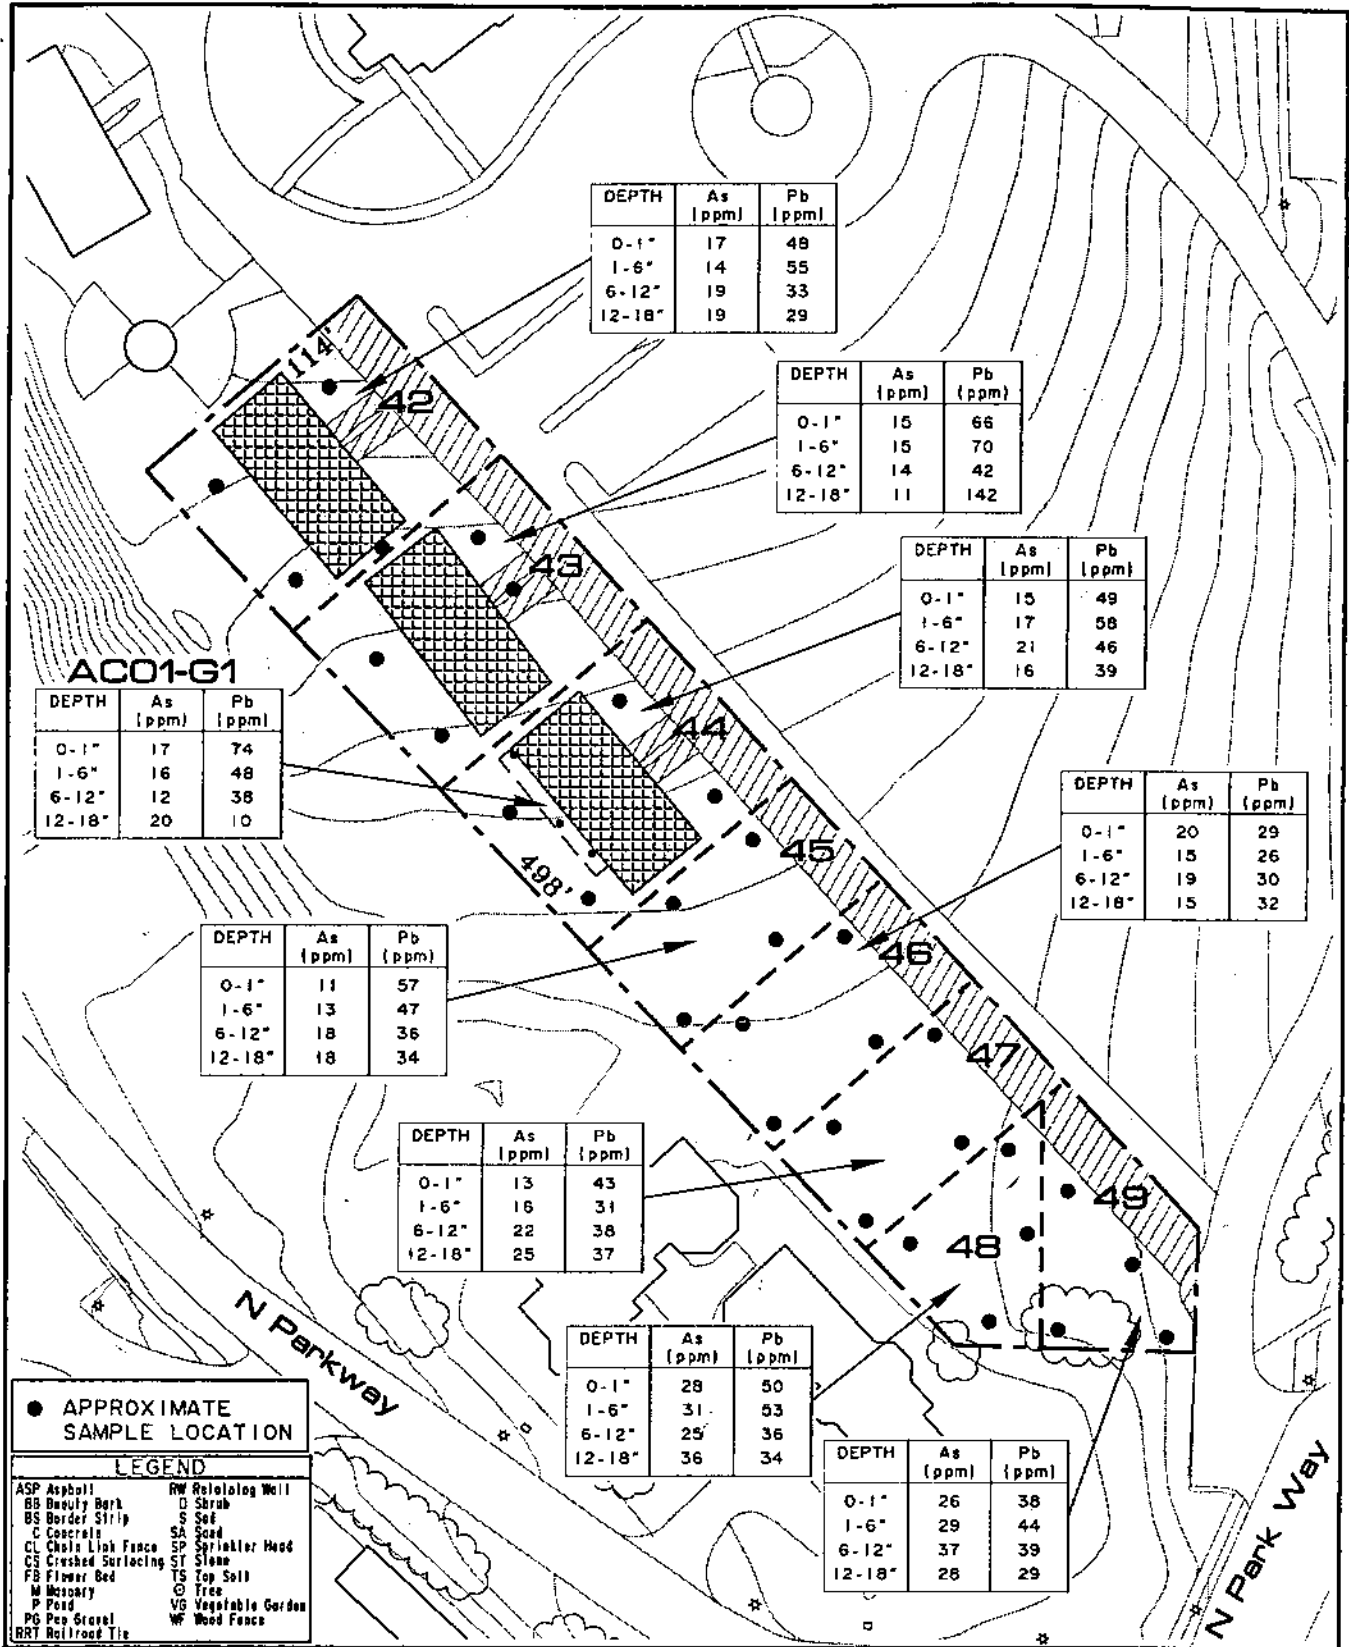 DEPTH As (ppm) Pb (ppm)
0-1" 17 48
1-6" 14 55
6-12" 19 33
12-18" 19 29
114'
42
DEPTH As (ppm) Pb (ppm)
0-1" 15 66
1-6" 15 70
6-12" 14 42
12-18" 11 142
43
DEPTH As (ppm) Pb (ppm)
0-1" 15 49
1-6" 17 58
6-12" 21 46
12-18" 16 39
AC01-G1
DEPTH As (ppm) Pb (ppm)
0-1" 17 74
1-6" 16 48
6-12" 12 38
12-18" 20 10
44
DEPTH As (ppm) Pb (ppm)
0-1" 20 29
1-6" 15 26
6-12" 19 30
12-18" 15 32
45
498'
46
DEPTH As (ppm) Pb (ppm)
0-1" 11 57
1-6" 13 47
6-12" 18 36
12-18" 18 34
47
DEPTH As (ppm) Pb (ppm)
0-1" 13 43
1-6" 16 31
6-12" 22 38
12-18" 25 37
49
48
N Parkway
DEPTH As (ppm) Pb (ppm)
0-1" 28 50
1-6" 31 53
6-12" 25 36
12-18" 36 34
DEPTH As (ppm) Pb (ppm)
0-1" 26 38
1-6" 29 44
6-12" 37 39
12-18" 28 29
N Park Way
APPROXIMATE
SAMPLE LOCATION
LEGEND
ASP Asphalt RW Retaining Wall
BB Beauty Bark Shrub
BS Border Strip S Sod
C Concrete SA Sand
CL Chain Link Fence SP Sprinkler Head
CS Crushed Surfacing ST Stone
FB Flower Bed TS Top Soil
M Masonry Tree
P Pond VG Vegetable Garden
PG Pea Gravel WF Wood Fence
RRT Railroad Tie